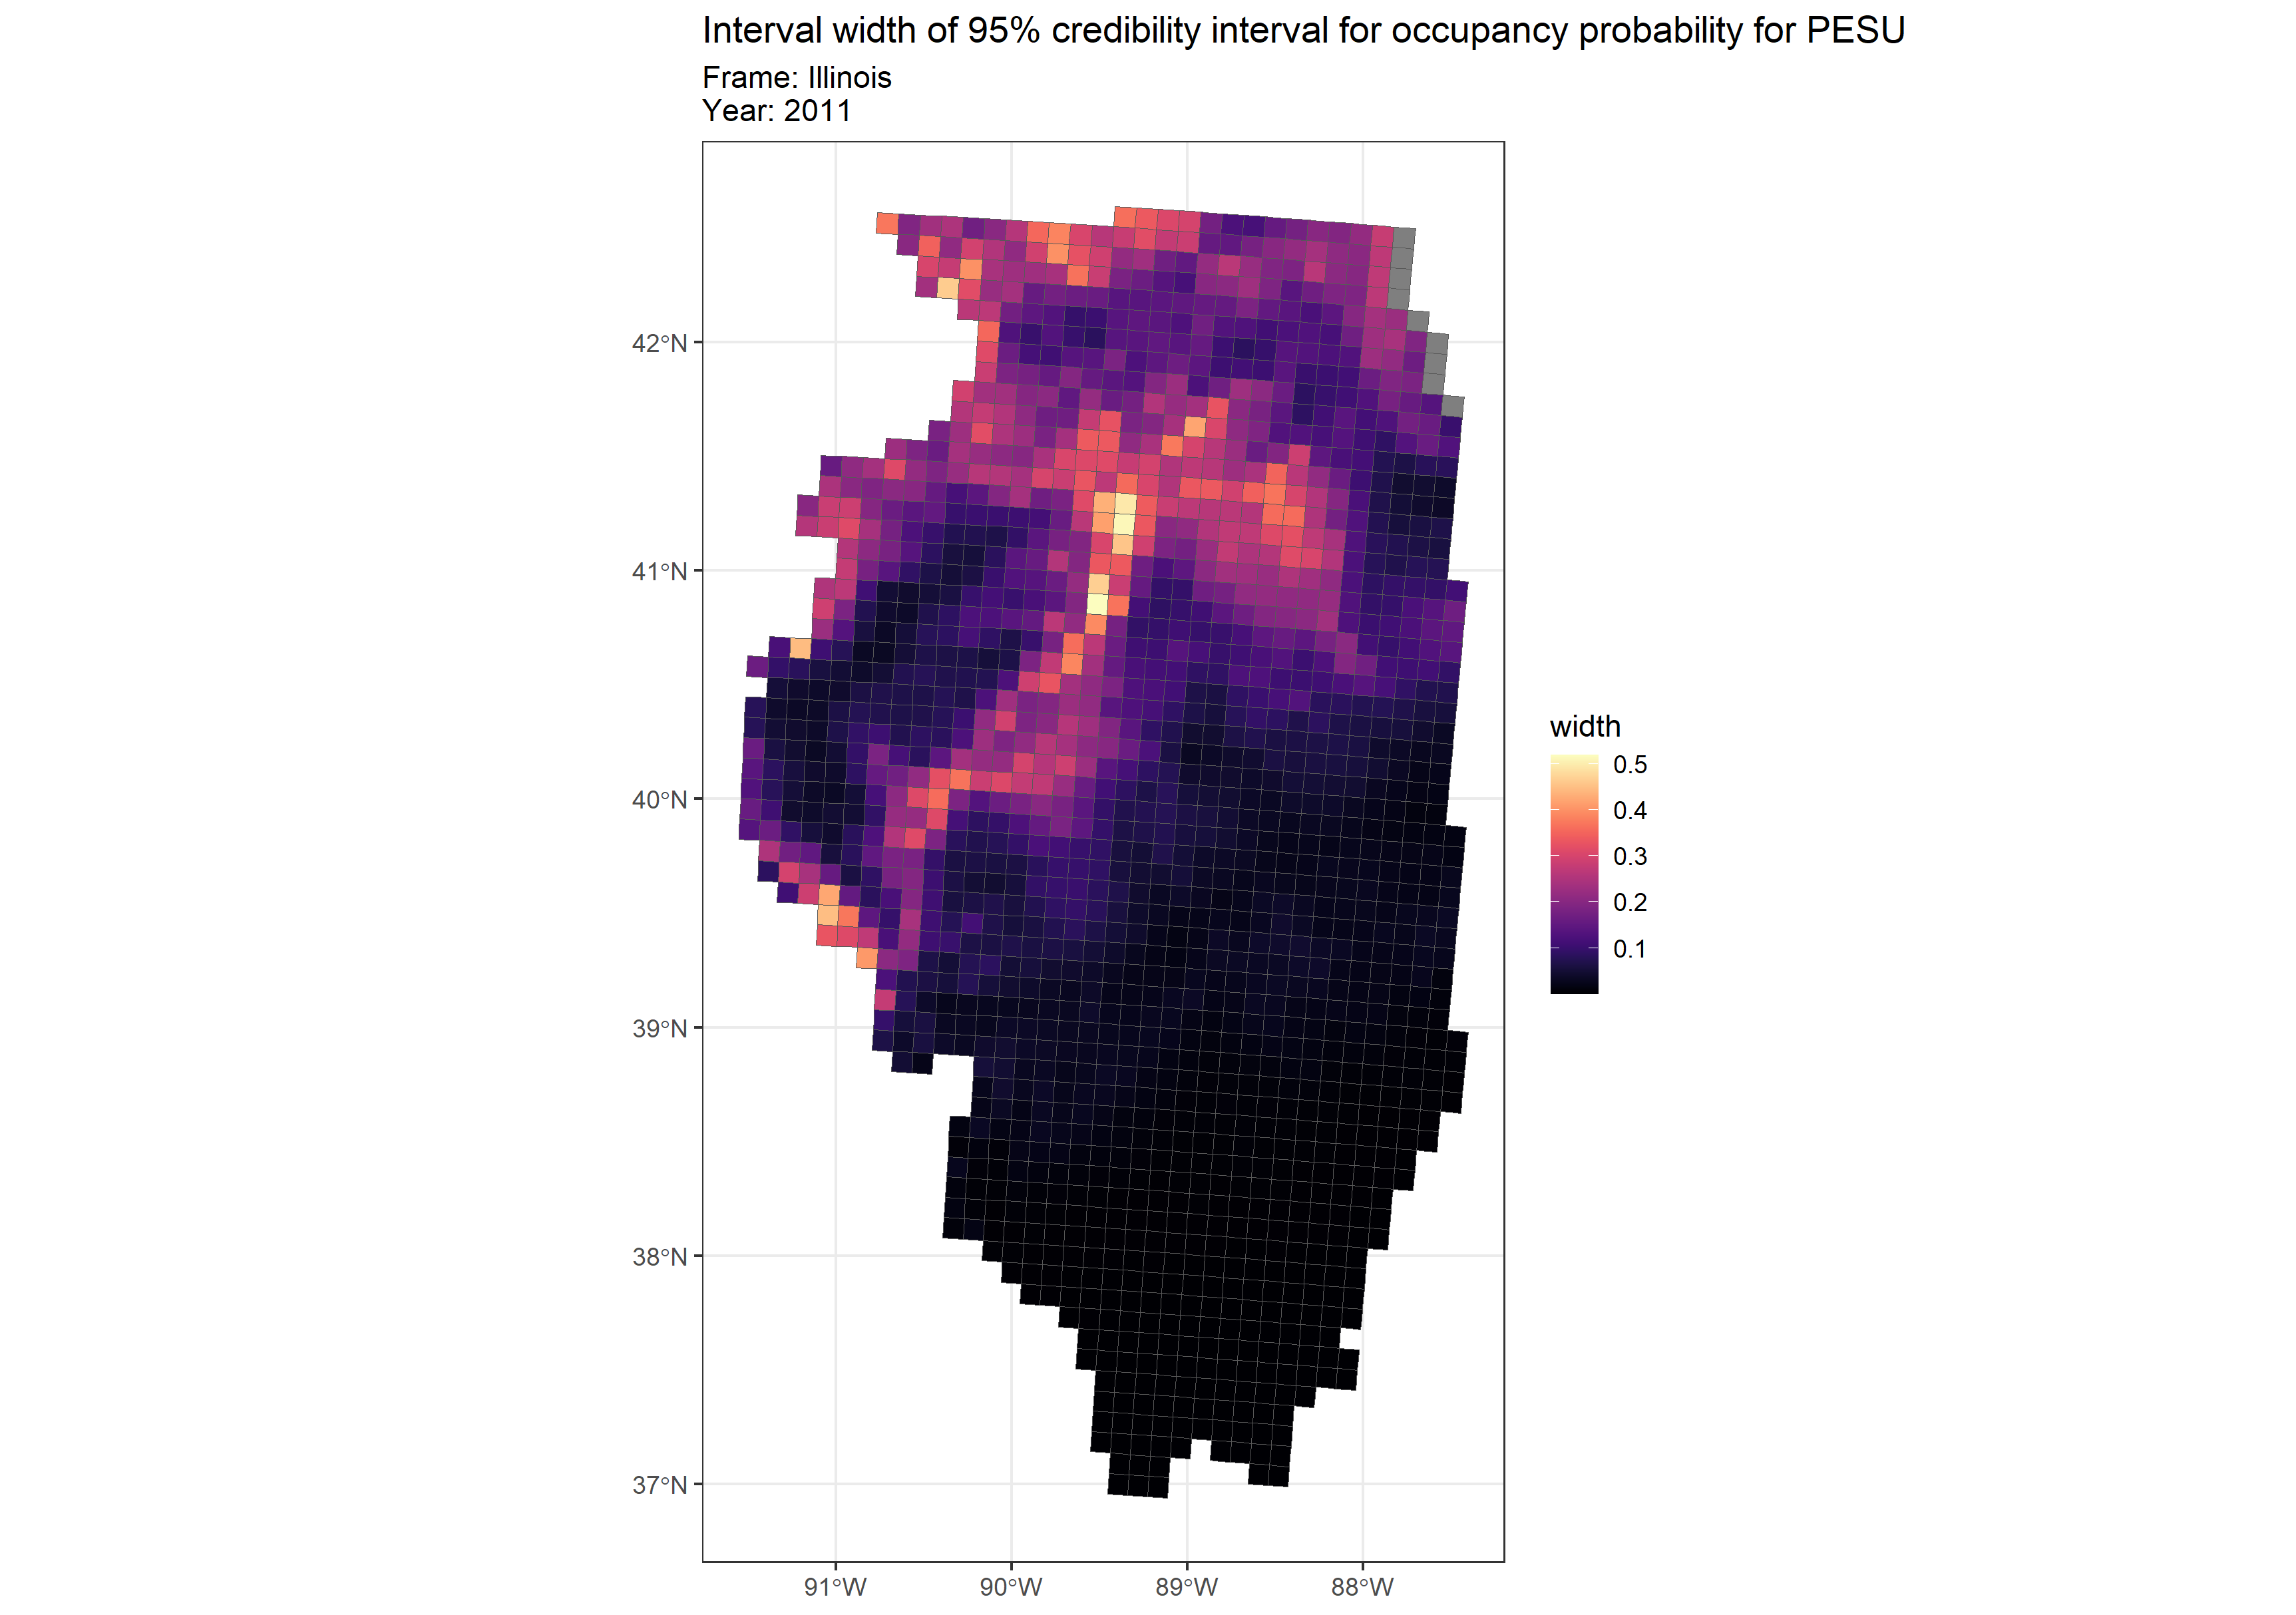 Interval width of 95% credibility interval for occupancy probability for PESU
Frame: Illinois
Year: 2011
42°N
41°N
40°N
39°N
38°N
37°N
91°W
90°W
89°W
88°W
width
0.5
0.4
0.3
0.2
0.1